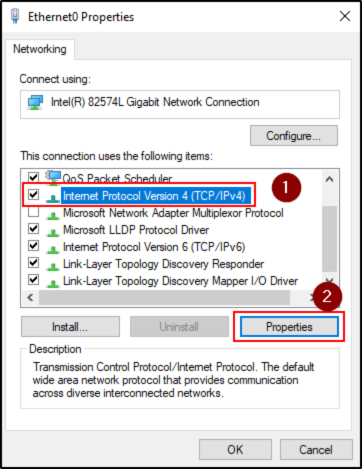 Ethernet0 Properties
Networking
Connect using:
Intel(R) 82574L Gigabit Network Connection
Configure...
This connection uses the following items:
QoS Packet Scheduler
Internet Protocol Version 4 (TCP/IPv4)
1
Microsoft Network Adapter Multiplexor Protocol
Microsoft LLDP Protocol Driver
Internet Protocol Version 6 (TCP/IPv6)
Link-Layer Topology Discovery Responder
Link-Layer Topology Discovery Mapper I/O Driver
2
Install...
Uninstall
Properties
Description
Transmission Control Protocol/Internet Protocol. The default
wide area network protocol that provides communication
across diverse interconnected networks.
OK
Cancel